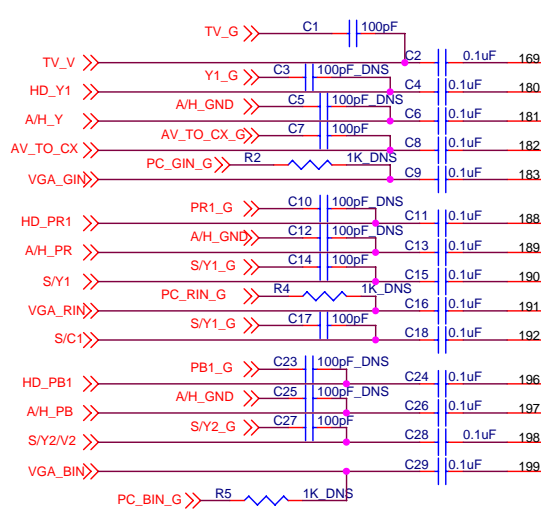 TV_G C1 100pF
TV_V C2 0.1uF 169
Y1_G C3 100pF_DNS
HD_Y1 C4 0.1uF 180
A/H_GND C5 100pF_DNS
A/H_Y C6 0.1uF 181
AV_TO_CX_G C7 100pF
AV_TO_CX C8 0.1uF 182
PC_GIN_G R2 1K_DNS
VGA_GIN C9 0.1uF 183
PR1_G C10 100pF_DNS
HD_PR1 C11 0.1uF 188
A/H_GND C12 100pF_DNS
A/H_PR C13 0.1uF 189
S/Y1_G C14 100pF
S/Y1 C15 0.1uF 190
PC_RIN_G R4 1K_DNS
VGA_RIN C16 0.1uF 191
S/Y1_G C17 100pF
S/C1 C18 0.1uF 192
PB1_G C23 100pF_DNS
HD_PB1 C24 0.1uF 196
A/H_GND C25 100pF_DNS
A/H_PB C26 0.1uF 197
S/Y2_G C27 100pF
S/Y2/V2 C28 0.1uF 198
VGA_BIN C29 0.1uF 199
PC_BIN_G R5 1K_DNS